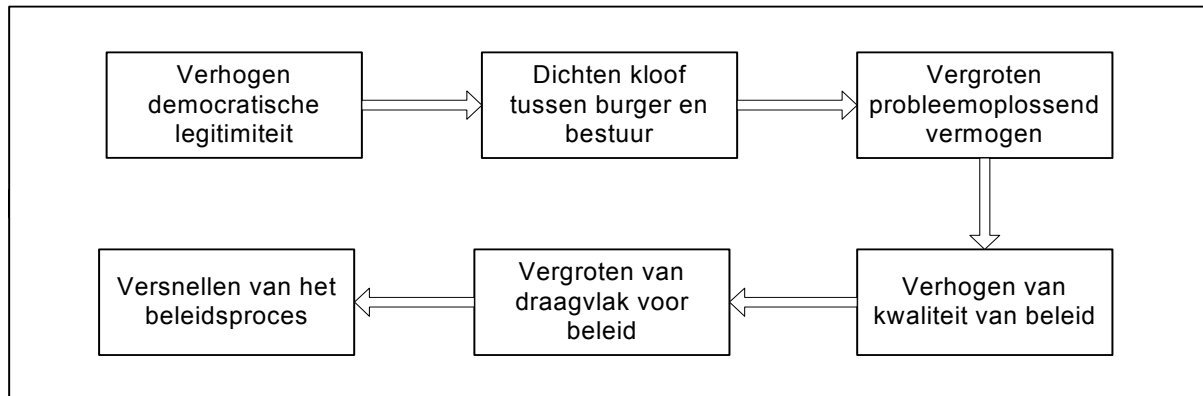 Verhogen
democratische
legitimiteit
Dichten kloof
tussen burger en
bestuur
Vergroten
probleemoplossend
vermogen
Verhogen van
kwaliteit van beleid
Vergroten van
draagvlak voor
beleid
Versnellen van het
beleidsproces